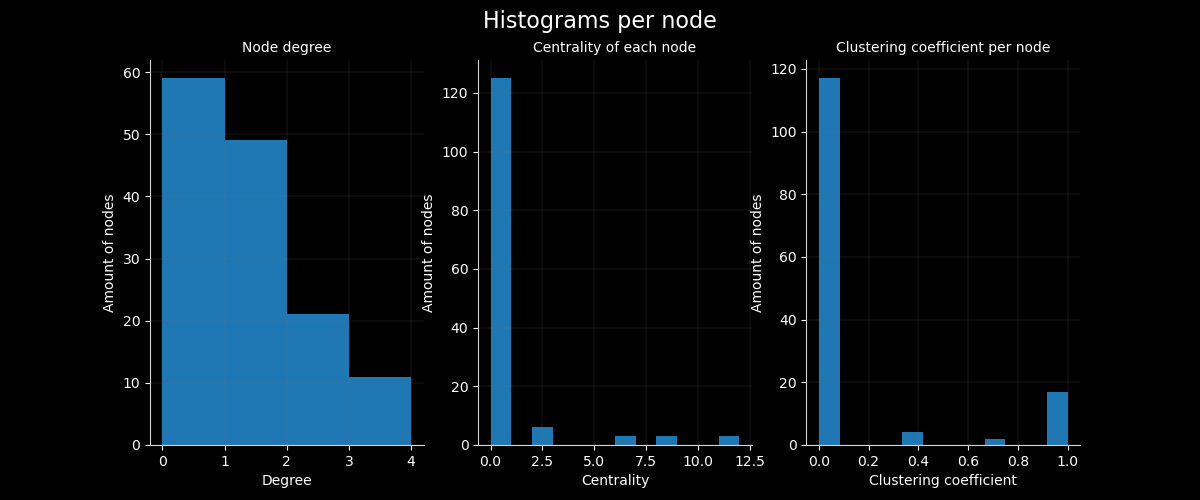 Histograms per node
Node degree
Amount of nodes
60
50
40
30
20
10
0
0 1 2 3 4
Degree
Centrality of each node
Amount of nodes
120
100
80
60
40
20
0
0.0 2.5 5.0 7.5 10.0 12.5
Centrality
Clustering coefficient per node
Amount of nodes
120
100
80
60
40
20
0
0.0 0.2 0.4 0.6 0.8 1.0
Clustering coefficient